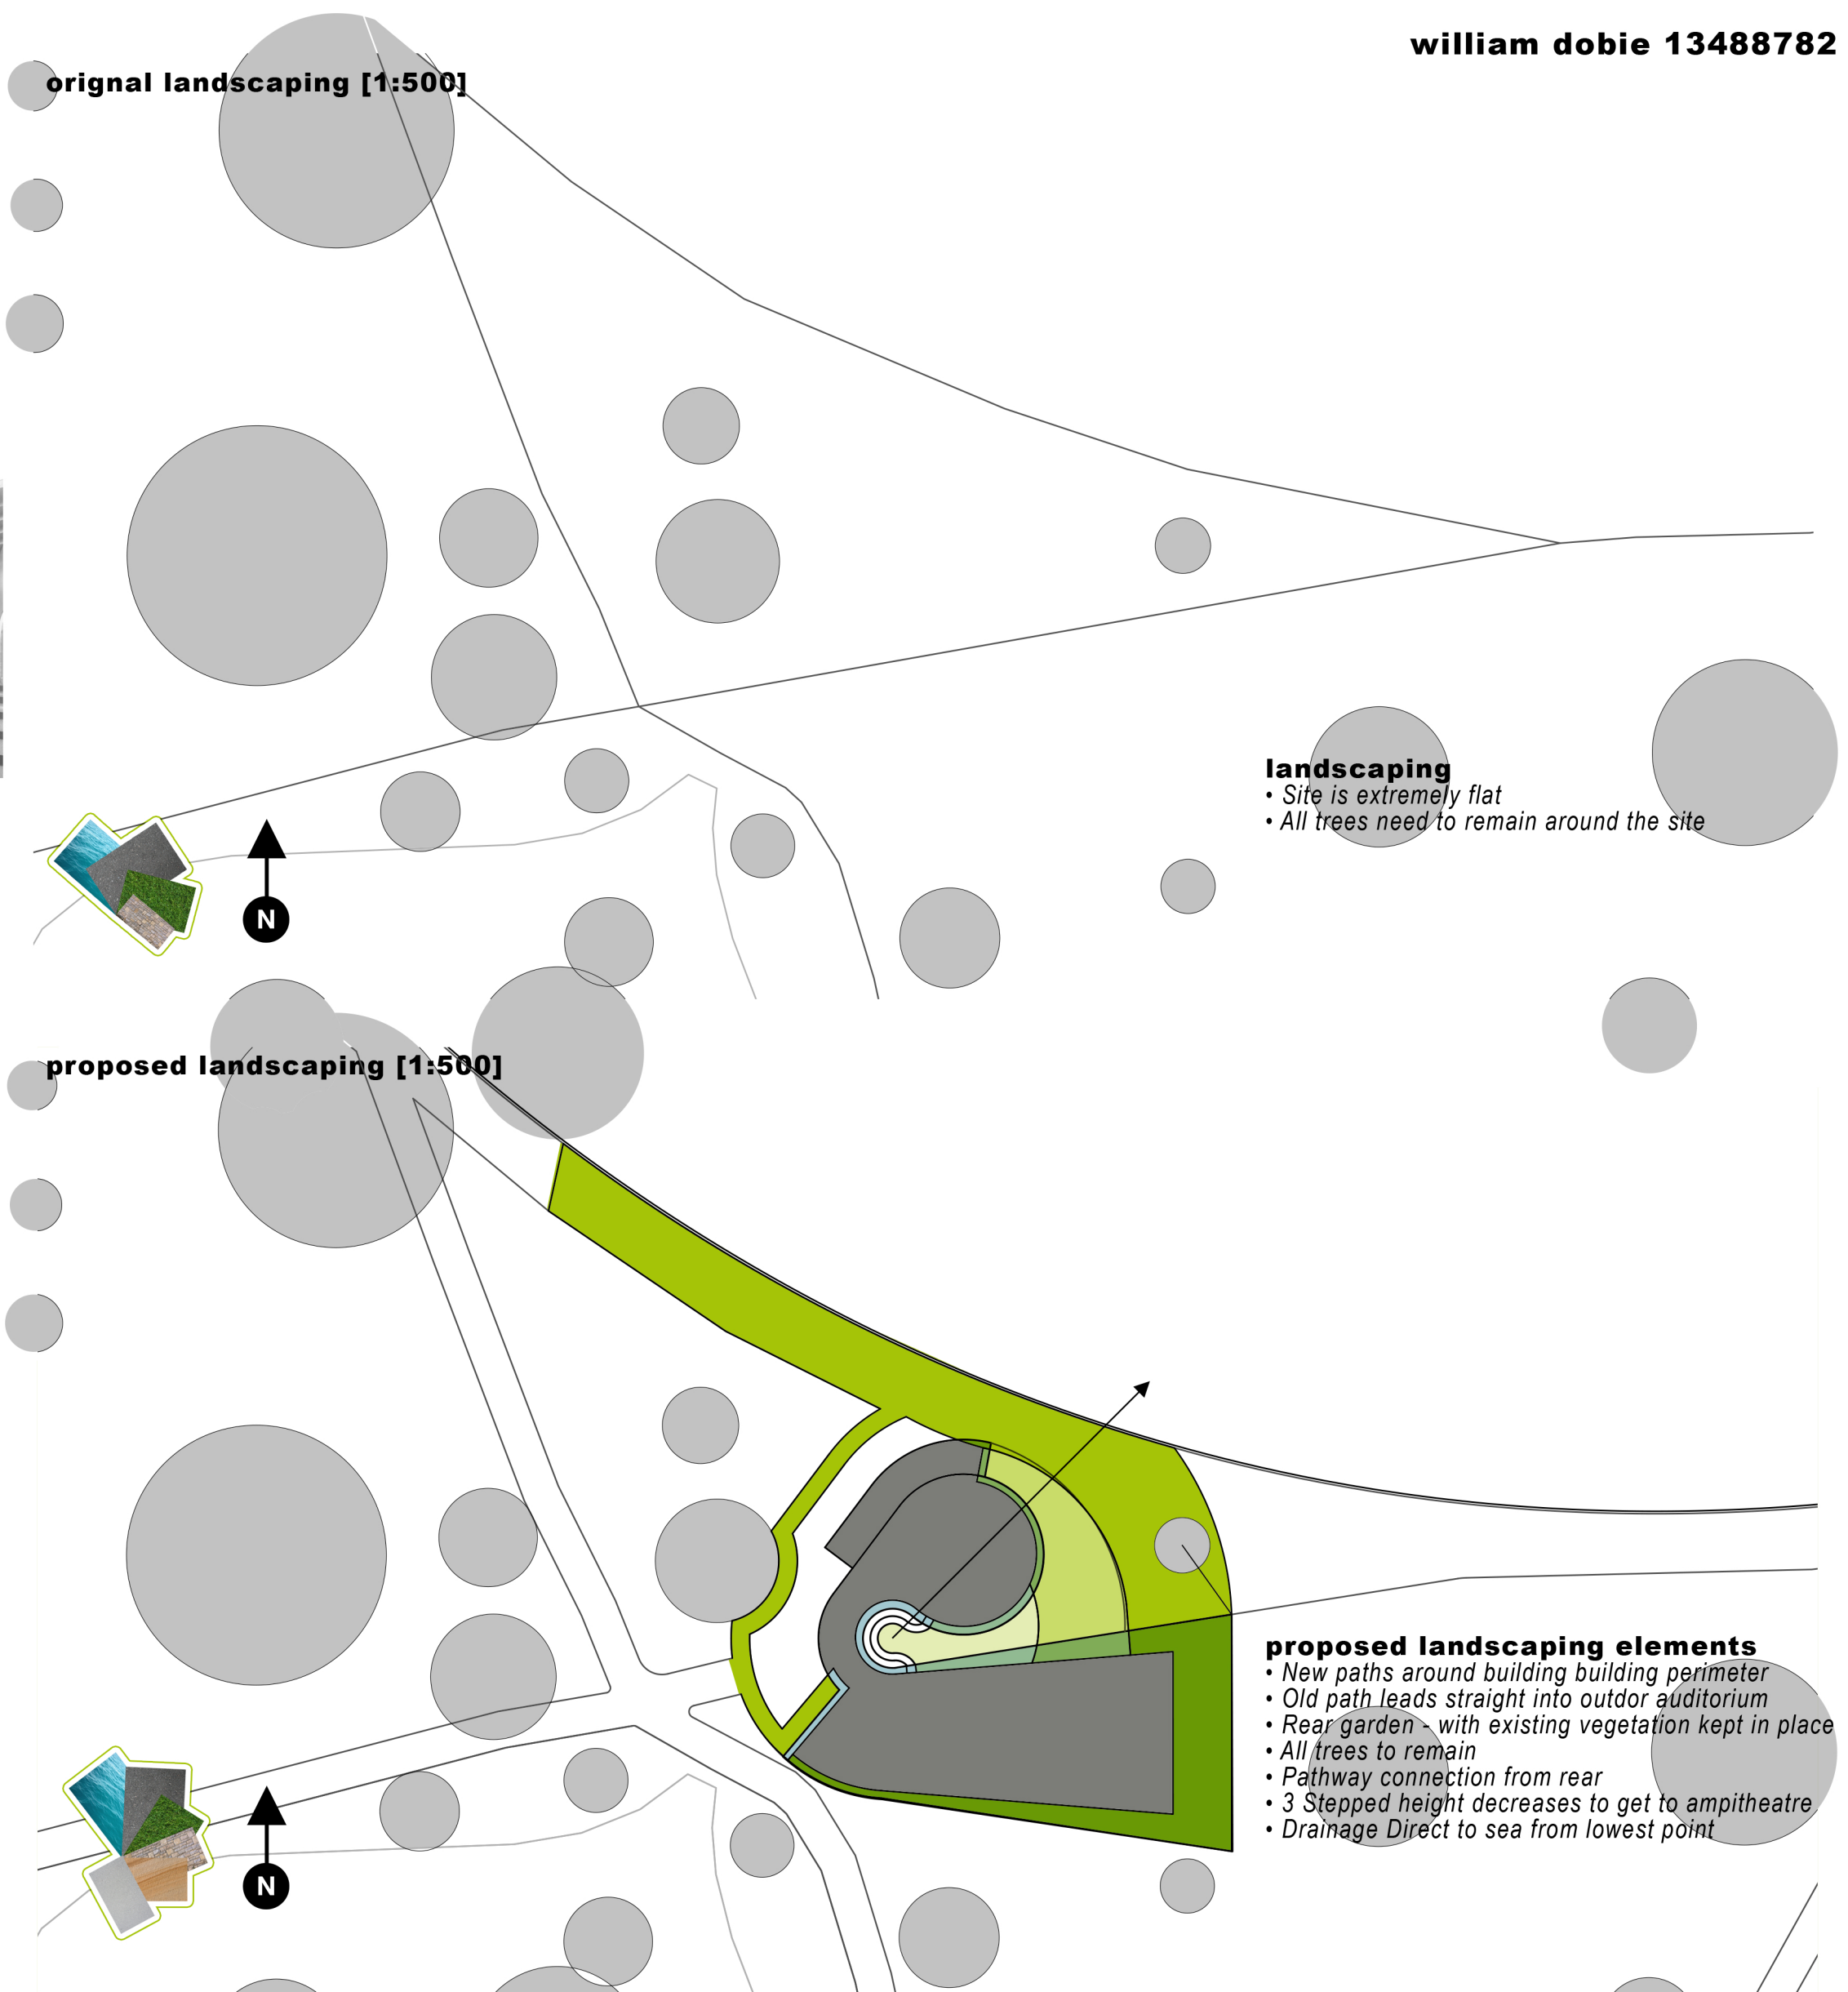 william dobie 13488782
orignal landscaping [1:500]
landscaping
• Site is extremely flat
• All trees need to remain around the site
N
proposed landscaping [1:500]
proposed landscaping elements
• New paths around building building perimeter
• Old path leads straight into outdor auditorium
• Rear garden - with existing vegetation kept in place
• All trees to remain
• Pathway connection from rear
• 3 Stepped height decreases to get to ampitheatre
• Drainage Direct to sea from lowest point
N